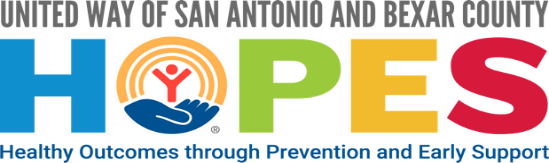 UNITED WAY OF SAN ANTONIO AND BEXAR COUNTY
HOPES
®
Healthy Outcomes through Prevention and Early Support